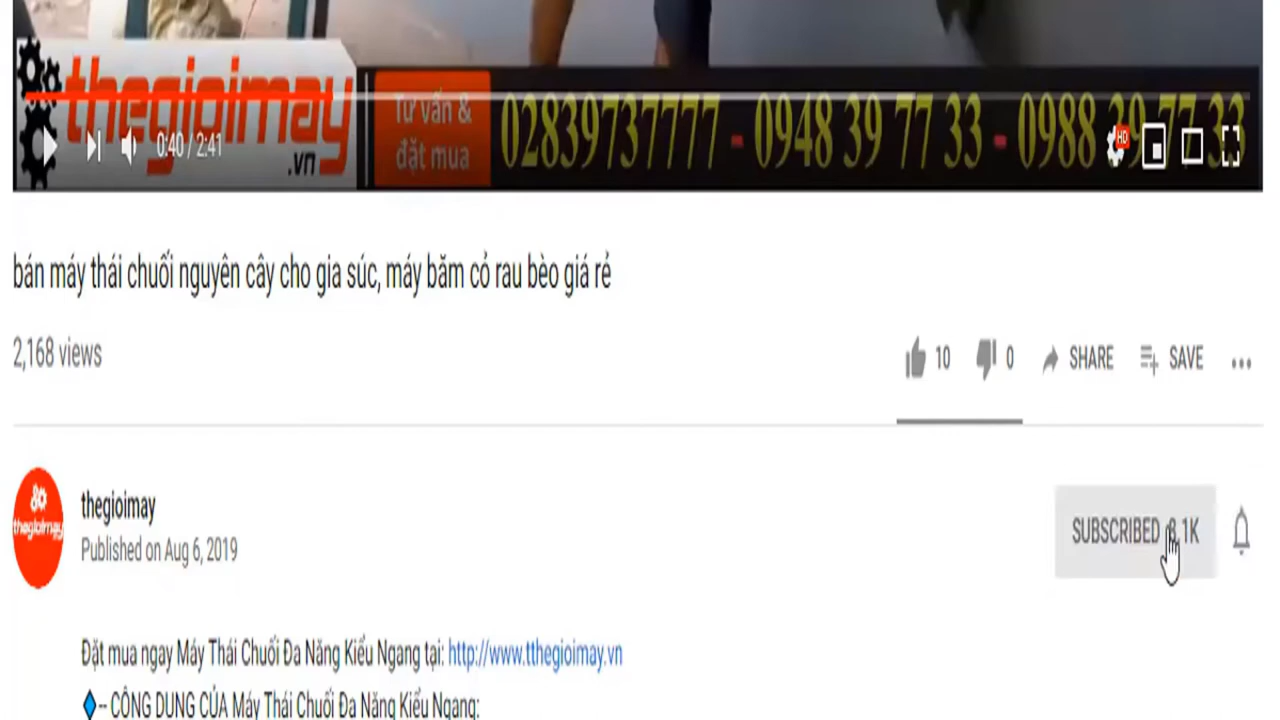 thegioimay
.vn
Tư vấn &
đặt mua
02839737777 - 0948 39 77 33 - 0988 39 77 33
HD
0:40 / 2:41
bán máy thái chuối nguyên cây cho gia súc, máy băm cỏ rau bèo giá rẻ
2,168 views
10
0
SHARE
SAVE
thegioimay
thegioimay
Published on Aug 6, 2019
SUBSCRIBED
Đặt mua ngay Máy Thái Chuối Đa Năng Kiểu Ngang tại: http://www.tthegioimay.vn
-- CÔNG DỤNG CỦA Máy Thái Chuối Đa Năng Kiểu Ngang: